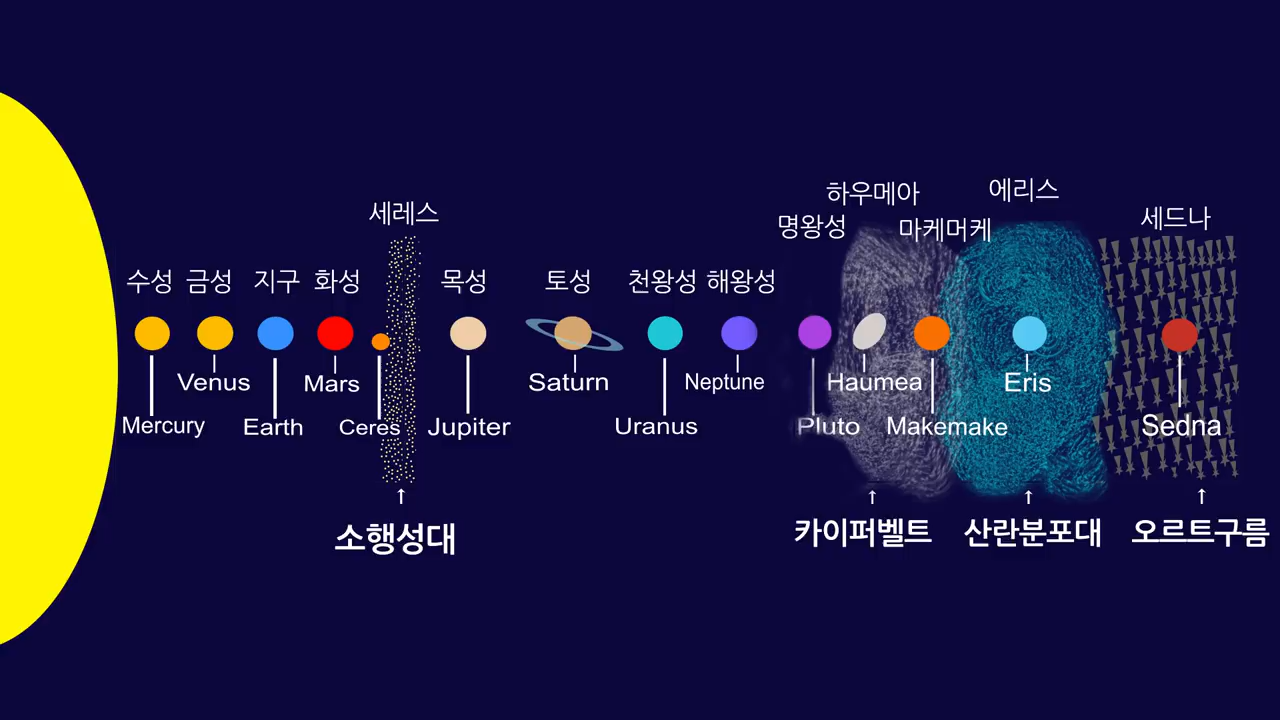 하우메아
에리스
세레스
명왕성
마케머케
세드나
수성
금성
지구
화성
목성
토성
천왕성
해왕성
Venus
Mars
Saturn
Neptune
Haumea
Eris
Mercury
Earth
Ceres
Jupiter
Uranus
Pluto
Makemake
Sedna
소행성대
카이퍼벨트
산란분포대
오르트구름